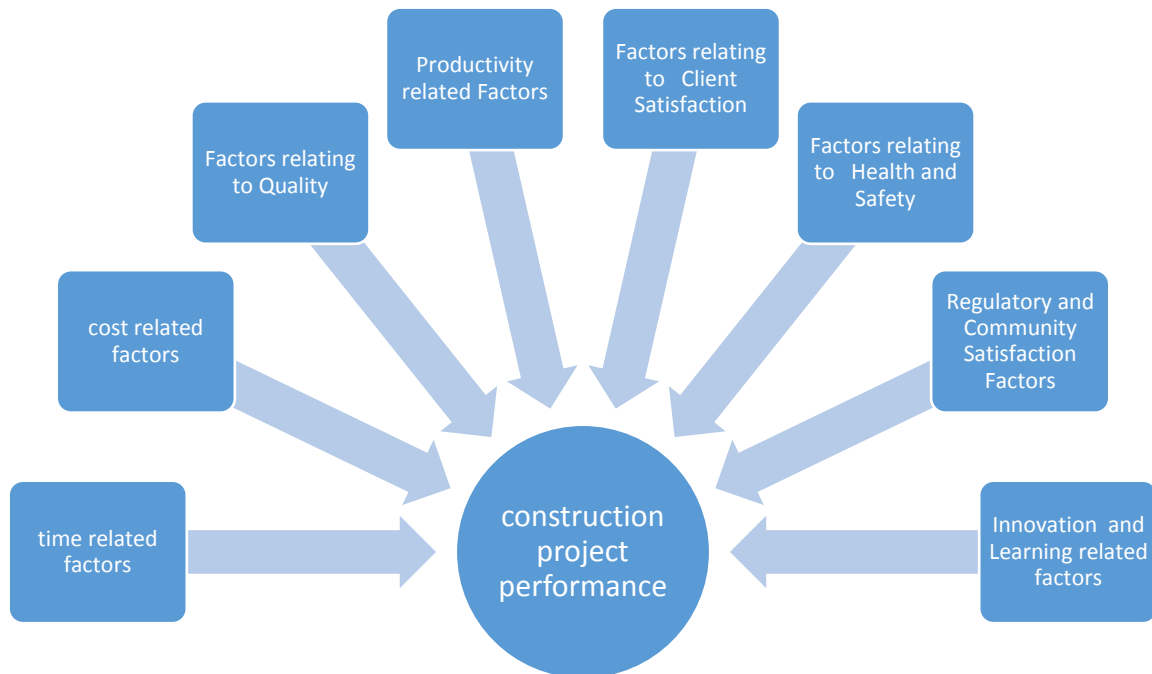 Productivity
related Factors
Factors relating
to Client
Satisfaction
Factors relating
to Quality
Factors relating
to Health and
Safety
cost related
factors
Regulatory and
Community
Satisfaction
Factors
time related
factors
construction
project
performance
Innovation and
Learning related
factors